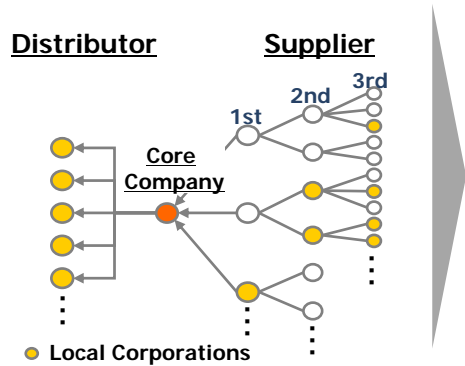 Distributor
Supplier
1st
2nd
3rd
Core
Company
Local Corporations